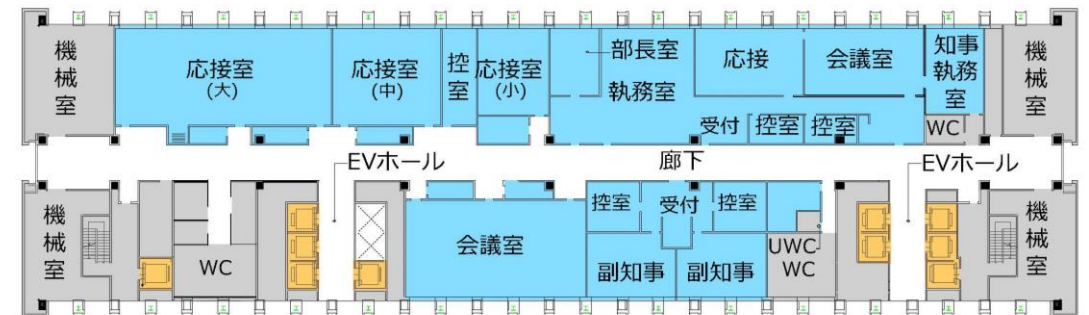 機械室
応接室
(大)
応接室
(中)
控室
応接室
(小)
部長室
執務室
応接
会議室
知事
執務
室
機械室
受付
控室
控室
WC
EVホール
廊下
EVホール
機械室
WC
会議室
控室
受付
控室
副知事
副知事
UWC
WC
機械室